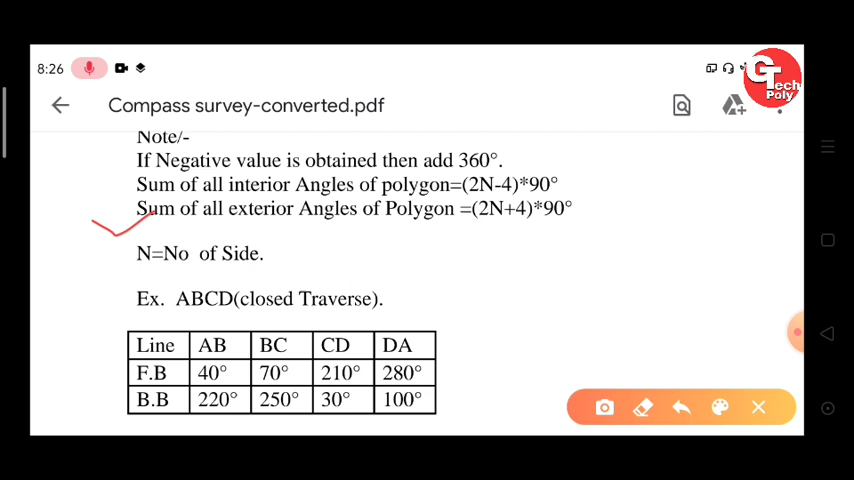 8:26
GTech Poly
Compass survey-converted.pdf
Note/-
If Negative value is obtained then add 360°.
Sum of all interior Angles of polygon=(2N-4)*90°
Sum of all exterior Angles of Polygon =(2N+4)*90°
N=No of Side.
Ex. ABCD(closed Traverse).
Line AB BC CD DA
F.B 40° 70° 210° 280°
B.B 220° 250° 30° 100°